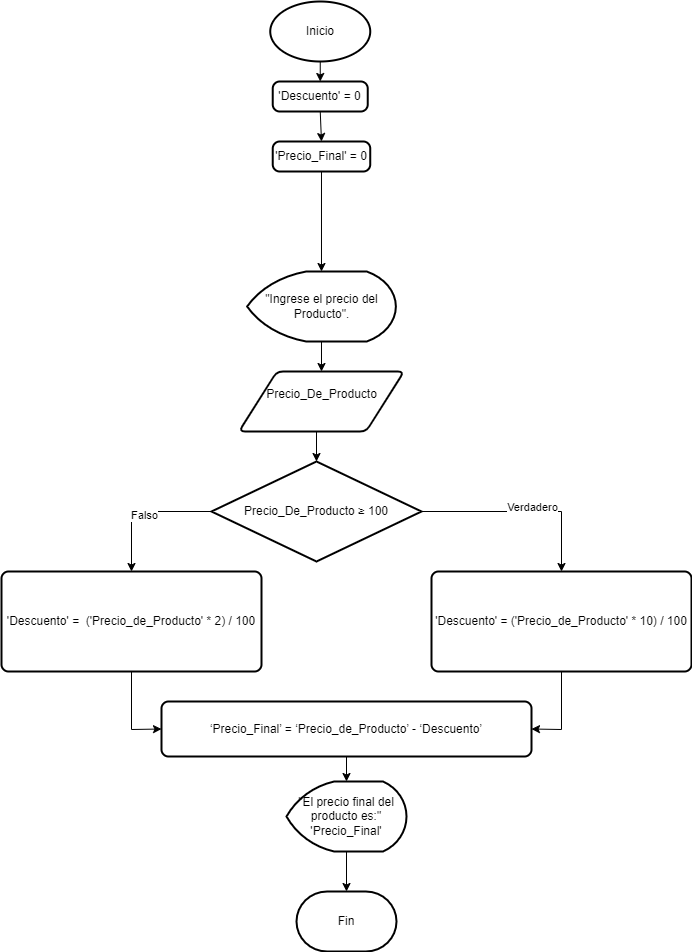 Inicio
'Descuento' = 0
'Precio_Final' = 0
"Ingrese el precio del
Producto".
Precio_De_Producto
Precio_De_Producto ≥ 100
Falso
Verdadero
'Descuento' =  ('Precio_de_Producto' * 2) / 100
'Descuento' = ('Precio_de_Producto' * 10) / 100
‘Precio_Final’ = ‘Precio_de_Producto’ - ‘Descuento’
"El precio final del
producto es:"
'Precio_Final'
Fin